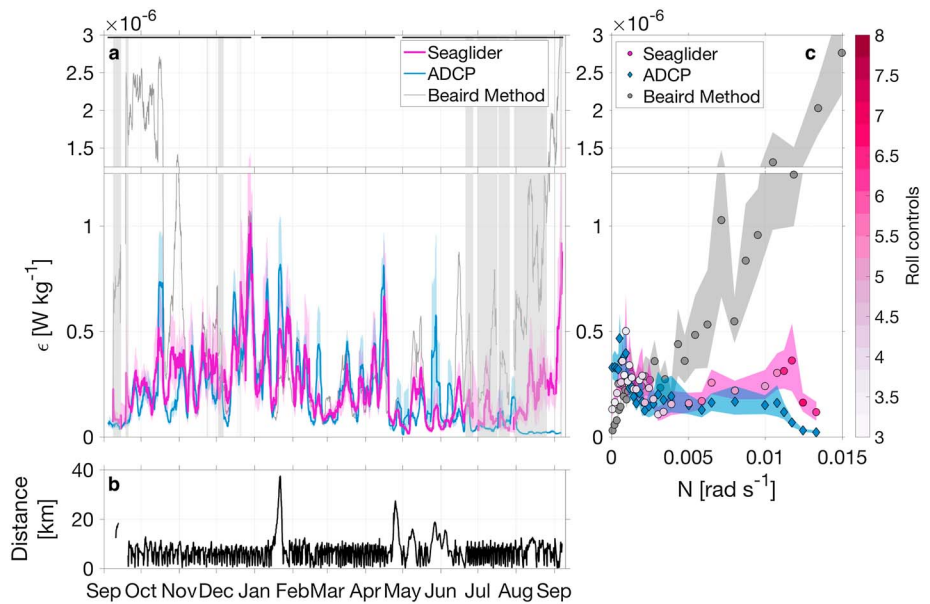 ×10⁻⁶
3
2.5
2
1.5
1
0.5
0
a
Seaglider
ADCP
Beaird Method
ϵ [W kg⁻¹]
40
20
0
b
Distance
[km]
Sep Oct Nov Dec Jan Feb Mar Apr May Jun Jul Aug Sep
×10⁻⁶
3
2.5
2
1.5
1
0.5
0
c
Seaglider
ADCP
Beaird Method
0 0.005 0.01 0.015
N [rad s⁻¹]
8
7.5
7
6.5
6
5.5
5
4.5
4
3.5
3
Roll controls